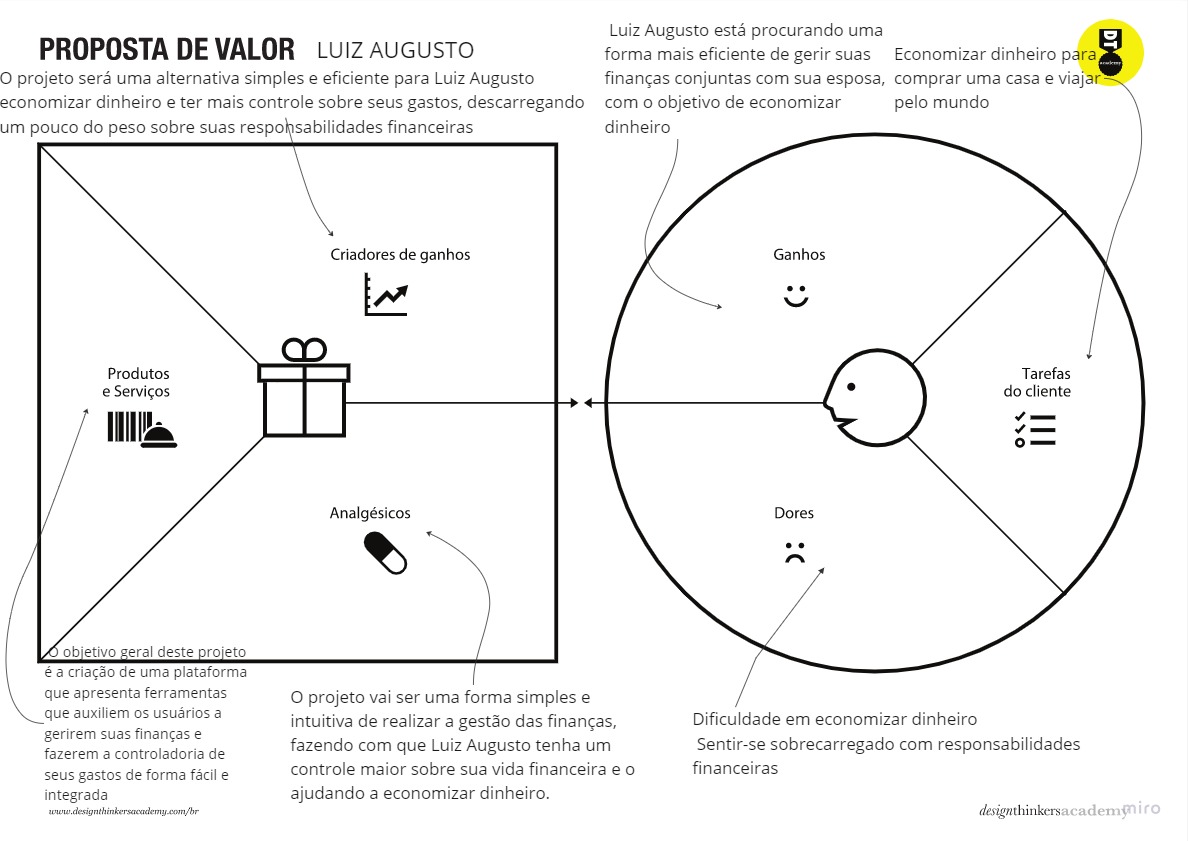 PROPOSTA DE VALOR LUIZ AUGUSTO
O projeto será uma alternativa simples e eficiente para Luiz Augusto
economizar dinheiro e ter mais controle sobre seus gastos, descarregando
um pouco do peso sobre suas responsabilidades financeiras
Luiz Augusto está procurando uma
forma mais eficiente de gerir suas
finanças conjuntas com sua esposa,
com o objetivo de economizar
dinheiro
Economizar dinheiro para
comprar uma casa e viajar
pelo mundo
DT
academy
Criadores de ganhos
Ganhos
Produtos
e Serviços
Tarefas
do cliente
Analgésicos
Dores
O objetivo geral deste projeto
é a criação de uma plataforma
que apresenta ferramentas
que auxiliem os usuários a
gerirem suas finanças e
fazerem a controladoria de
seus gastos de forma fácil e
integrada
O projeto vai ser uma forma simples e
intuitiva de realizar a gestão das finanças,
fazendo com que Luiz Augusto tenha um
controle maior sobre sua vida financeira e o
ajudando a economizar dinheiro.
Dificuldade em economizar dinheiro
Sentir-se sobrecarregado com responsabilidades
financeiras
www.designthinkersacademy.com/br
designthinkersacademy
miro